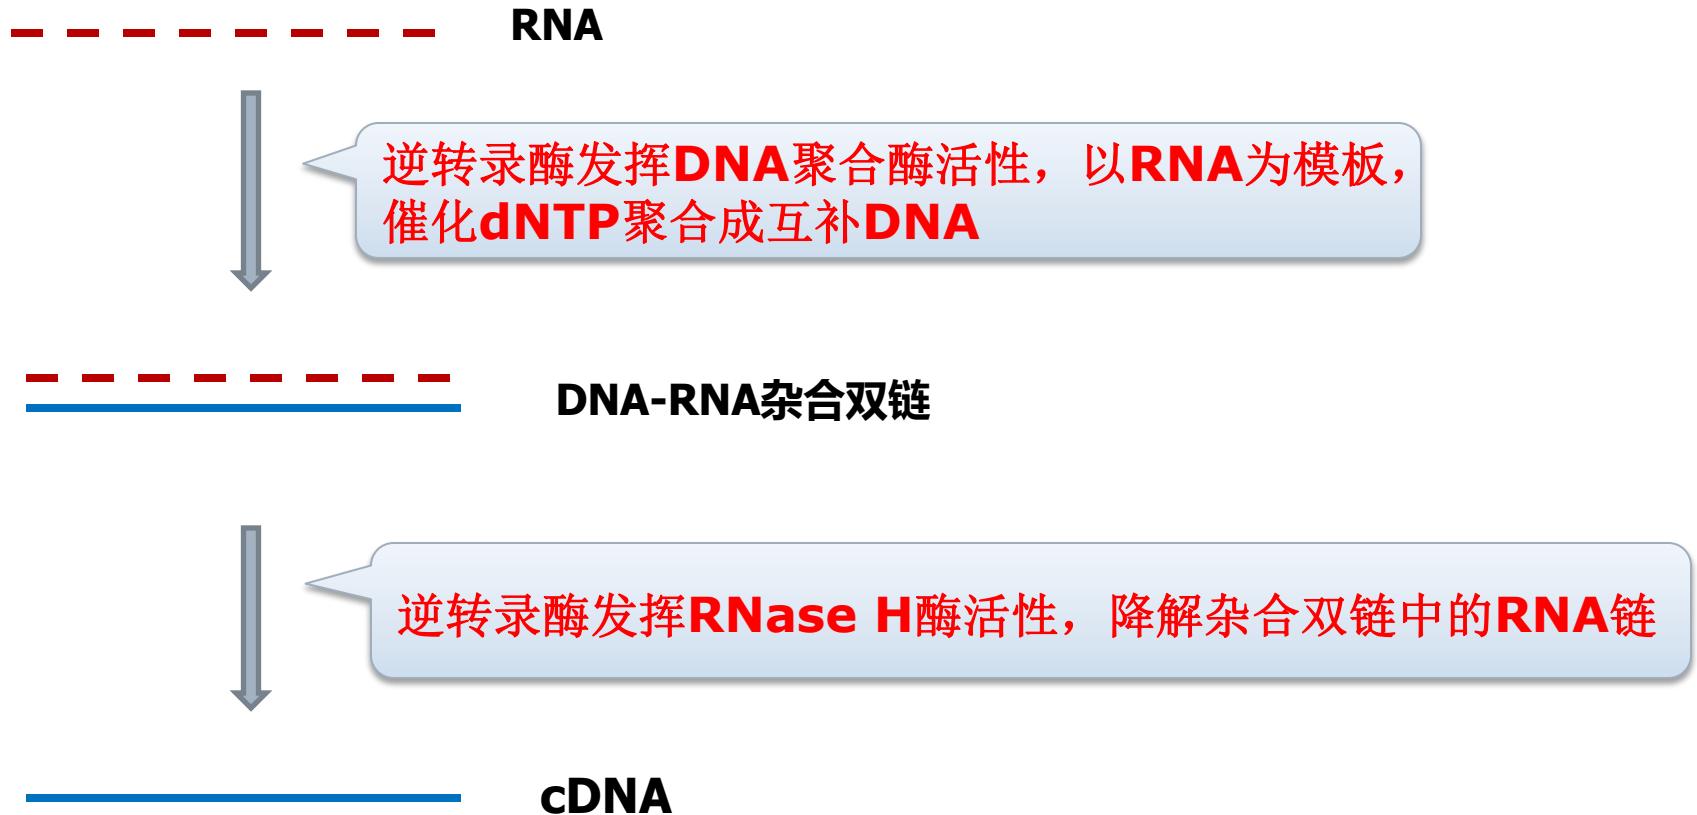 RNA
逆转录酶发挥DNA聚合酶活性，以RNA为模板，
催化dNTP聚合成互补DNA
DNA-RNA杂合双链
逆转录酶发挥RNase H酶活性，降解杂合双链中的RNA链
cDNA